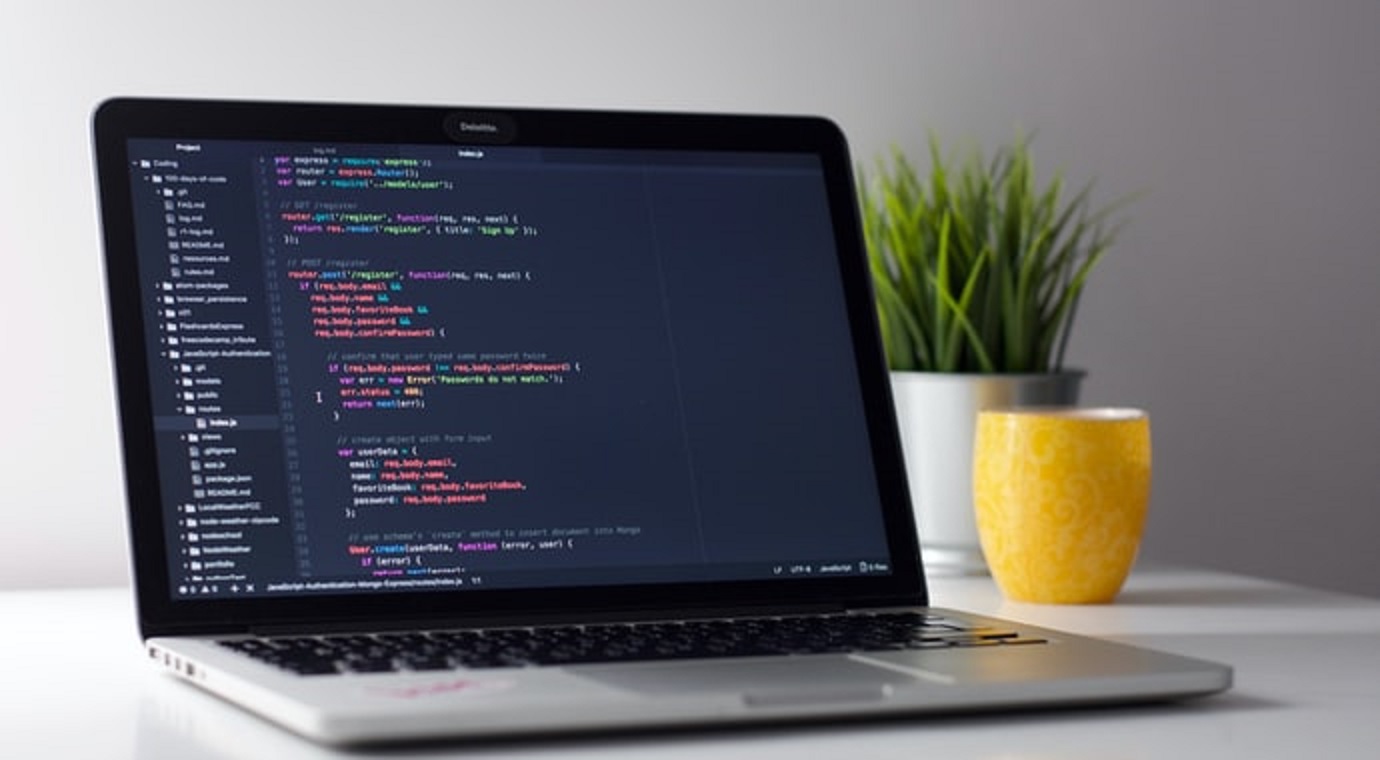 Deloitte.
Project
log.md
index.js
Coding
100-days-of-code
.git
FAQ.md
log.md
r1-log.md
README.md
resources.md
rules.md
atom-packages
browser_persistence
FlashcardsExpress
freecodecamp_tribute
JavaScript-Authentication
.git
models
public
routes
index.js
views
.gitignore
app.js
package.json
README.md
LocalWeatherFCC
node-weather-zipcode
nodeschool
NodeWeather
portfolio
var express = require('express');
var router = express.Router();
var User = require('../models/user');
// GET /register
router.get('/register', function(req, res, next) {
return res.render('register', { title: 'Sign Up' });
});
// POST /register
router.post('/register', function(req, res, next) {
if (req.body.email &&
req.body.name &&
req.body.favoriteBook &&
req.body.password &&
req.body.confirmPassword) {
// confirm that user typed same password twice
if (req.body.password !== req.body.confirmPassword) {
var err = new Error('Passwords do not match.');
err.status = 400;
return next(err);
}
// create object with form input
var userData = {
email: req.body.email,
name: req.body.name,
favoriteBook: req.body.favoriteBook,
password: req.body.password
};
// use schema's 'create' method to insert document into Mongo
User.create(userData, function (error, user) {
if (error) {
return next(error);
JavaScript-Authentication-Mongo-Express/routes/index.js 1:1
LF UTF-8 JavaScript 0 files